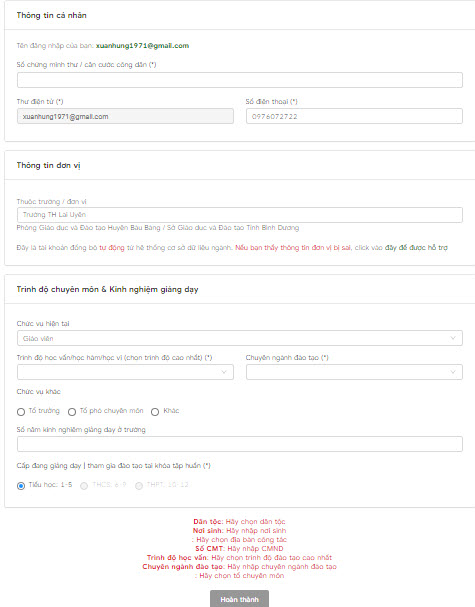 Thông tin cá nhân
Tên đăng nhập của bạn: xuanhung1971@gmail.com
Số chứng minh thư / căn cước công dân (*)
Thư điện tử (*)
Số điện thoại (*)
xuanhung1971@gmail.com
0976072722
Thông tin đơn vị
Thuộc trường / đơn vị
Trường TH Lai Uyên
Phòng Giáo dục và Đào tạo Huyện Bàu Bàng / Sở Giáo dục và Đào tạo Tỉnh Bình Dương
Đây là tài khoản đồng bộ tự động từ hệ thống cơ sở dữ liệu ngành. Nếu bạn thấy thông tin đơn vị bị sai, click vào đây để được hỗ trợ
Trình độ chuyên môn & Kinh nghiệm giảng dạy
Chức vụ hiện tại
Giáo viên
Trình độ học vấn/học hàm/học vị (chọn trình độ cao nhất) (*)
Chuyên ngành đào tạo (*)
Chức vụ khác
Tổ trưởng
Tổ phó chuyên môn
Khác
Số năm kinh nghiệm giảng dạy ở trường
Cấp đang giảng dạy | tham gia đào tạo tại khóa tập huấn (*)
Tiểu học: 1-5
THCS: 6-9
THPT: 10-12
Dân tộc: Hãy chọn dân tộc
Nơi sinh: Hãy nhập nơi sinh
: Hãy chọn địa bàn công tác
Số CMT: Hãy nhập CMND
Trình độ học vấn: Hãy chọn trình độ đào tạo cao nhất
Chuyên ngành đào tạo: Hãy nhập chuyên ngành đào tạo
: Hãy chọn tổ chuyên môn
Hoàn thành